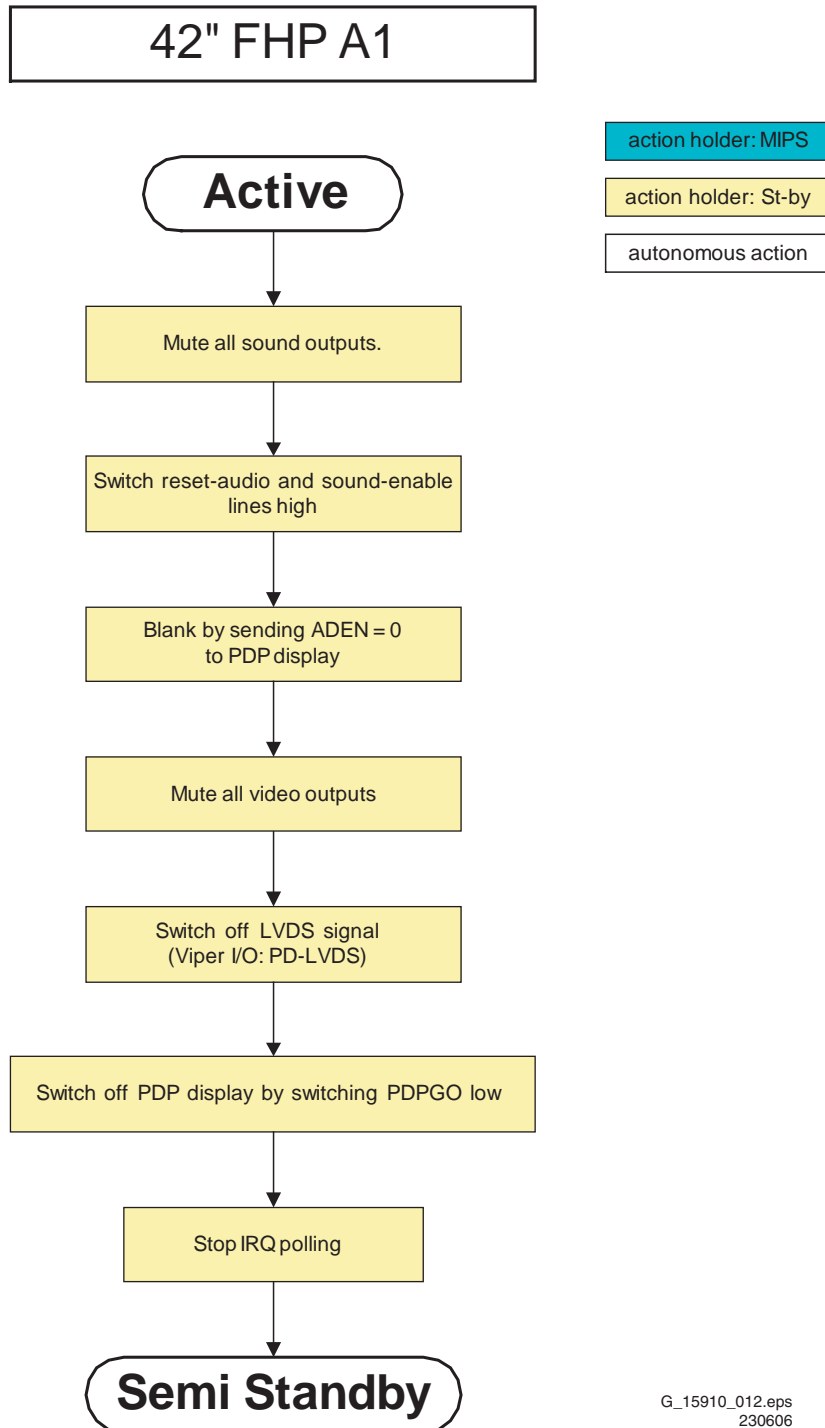 42" FHP A1
action holder: MIPS
action holder: St-by
autonomous action
Active
Mute all sound outputs.
Switch reset-audio and sound-enable
lines high
Blank by sending ADEN = 0
to PDP display
Mute all video outputs
Switch off LVDS signal
(Viper I/O: PD-LVDS)
Switch off PDP display by switching PDPGO low
Stop IRQ polling
Semi Standby
G_15910_012.eps
230606